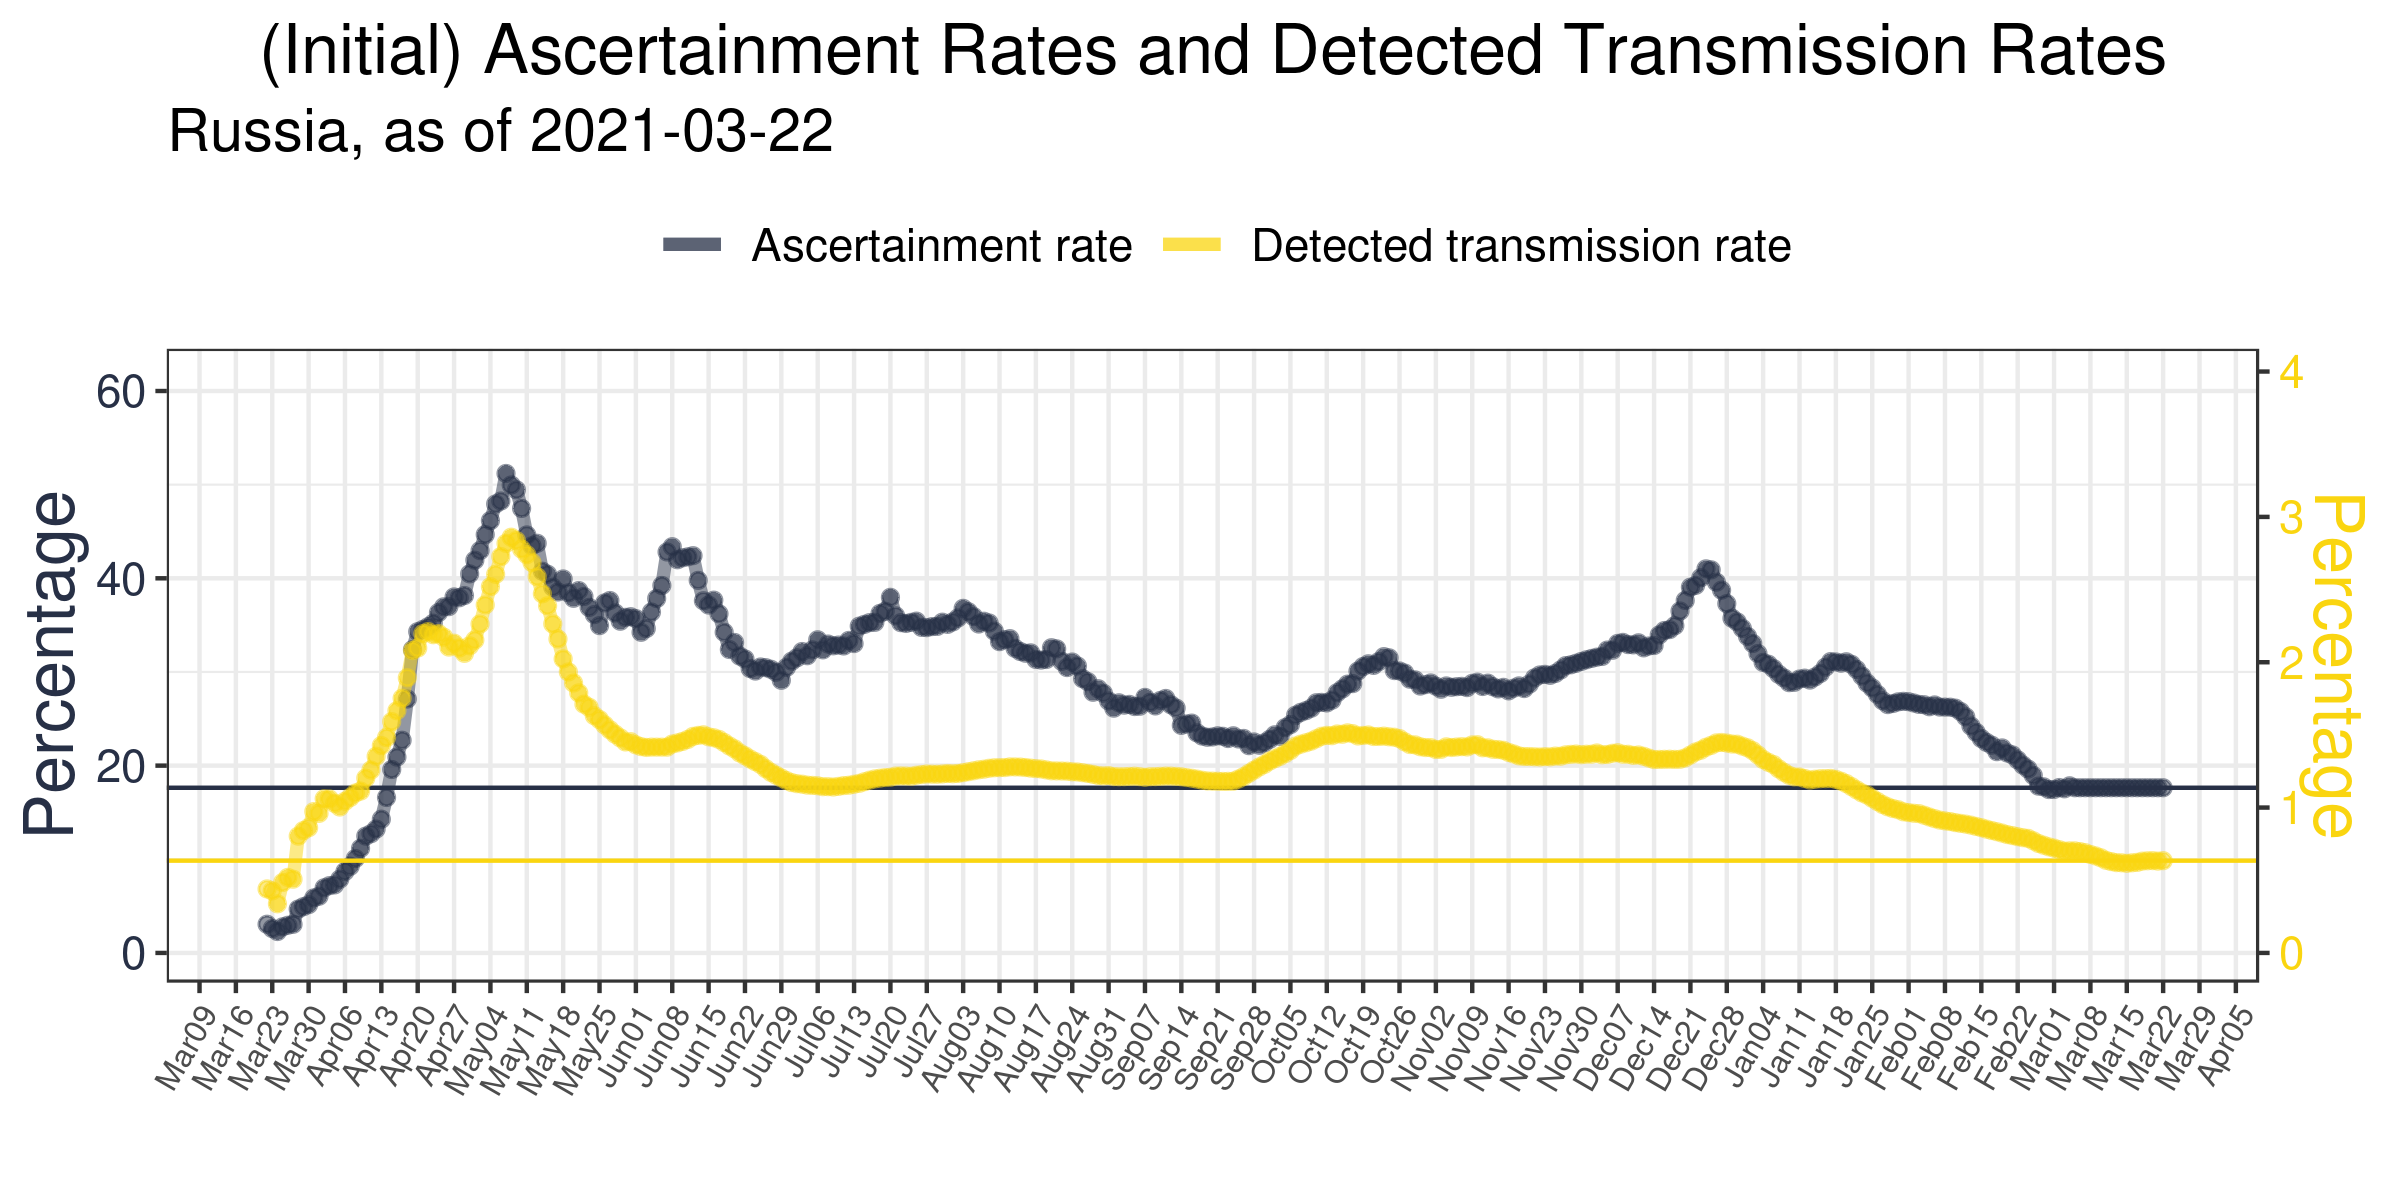 (Initial) Ascertainment Rates and Detected Transmission Rates
Russia, as of 2021-03-22
Ascertainment rate
Detected transmission rate
Percentage
60
40
20
0
4
3
2
1
0
Percentage
Mar09
Mar16
Mar23
Mar30
Apr06
Apr13
Apr20
Apr27
May04
May11
May18
May25
Jun01
Jun08
Jun15
Jun22
Jun29
Jul06
Jul13
Jul20
Jul27
Aug03
Aug10
Aug17
Aug24
Aug31
Sep07
Sep14
Sep21
Sep28
Oct05
Oct12
Oct19
Oct26
Nov02
Nov09
Nov16
Nov23
Nov30
Dec07
Dec14
Dec21
Dec28
Jan04
Jan11
Jan18
Jan25
Feb01
Feb08
Feb15
Feb22
Mar01
Mar08
Mar15
Mar22
Mar29
Apr05